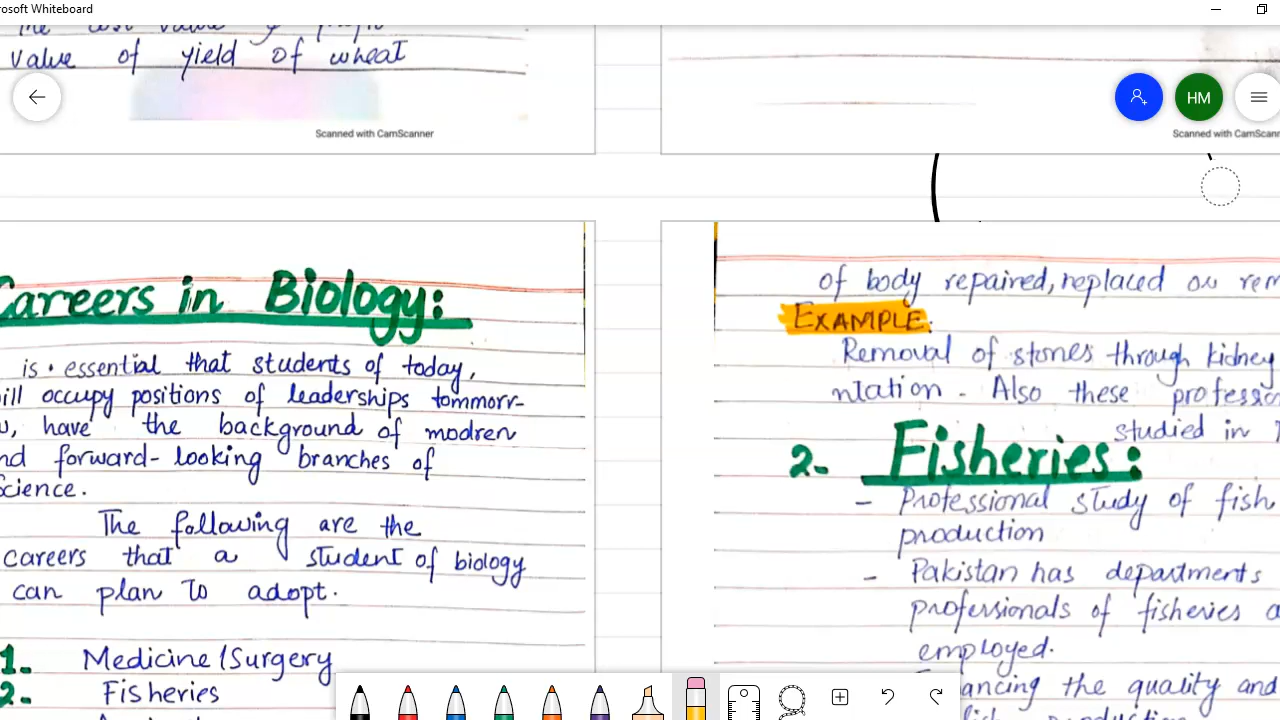 rosoft Whiteboard
value of yield of wheat
Scanned with CamScanner
Scanned with CamScan
HM
Careers in Biology:
is essential that students of today,
ill occupy positions of leaderships tommorr-
w, have the background of modren
nd forward-looking branches of
Science.
The following are the
careers that a student of biology
can plan to adopt.
1. Medicine/Surgery
2. Fisheries
of body repaired, replaced or rem
EXAMPLE:
Removal of stones through kidney
ntation. Also these professio
studied in
2- Fisheries:
- Professional study of fish
production
- Pakistan has departments
professionals of fisheries a
employed.
ancing the quality and
production